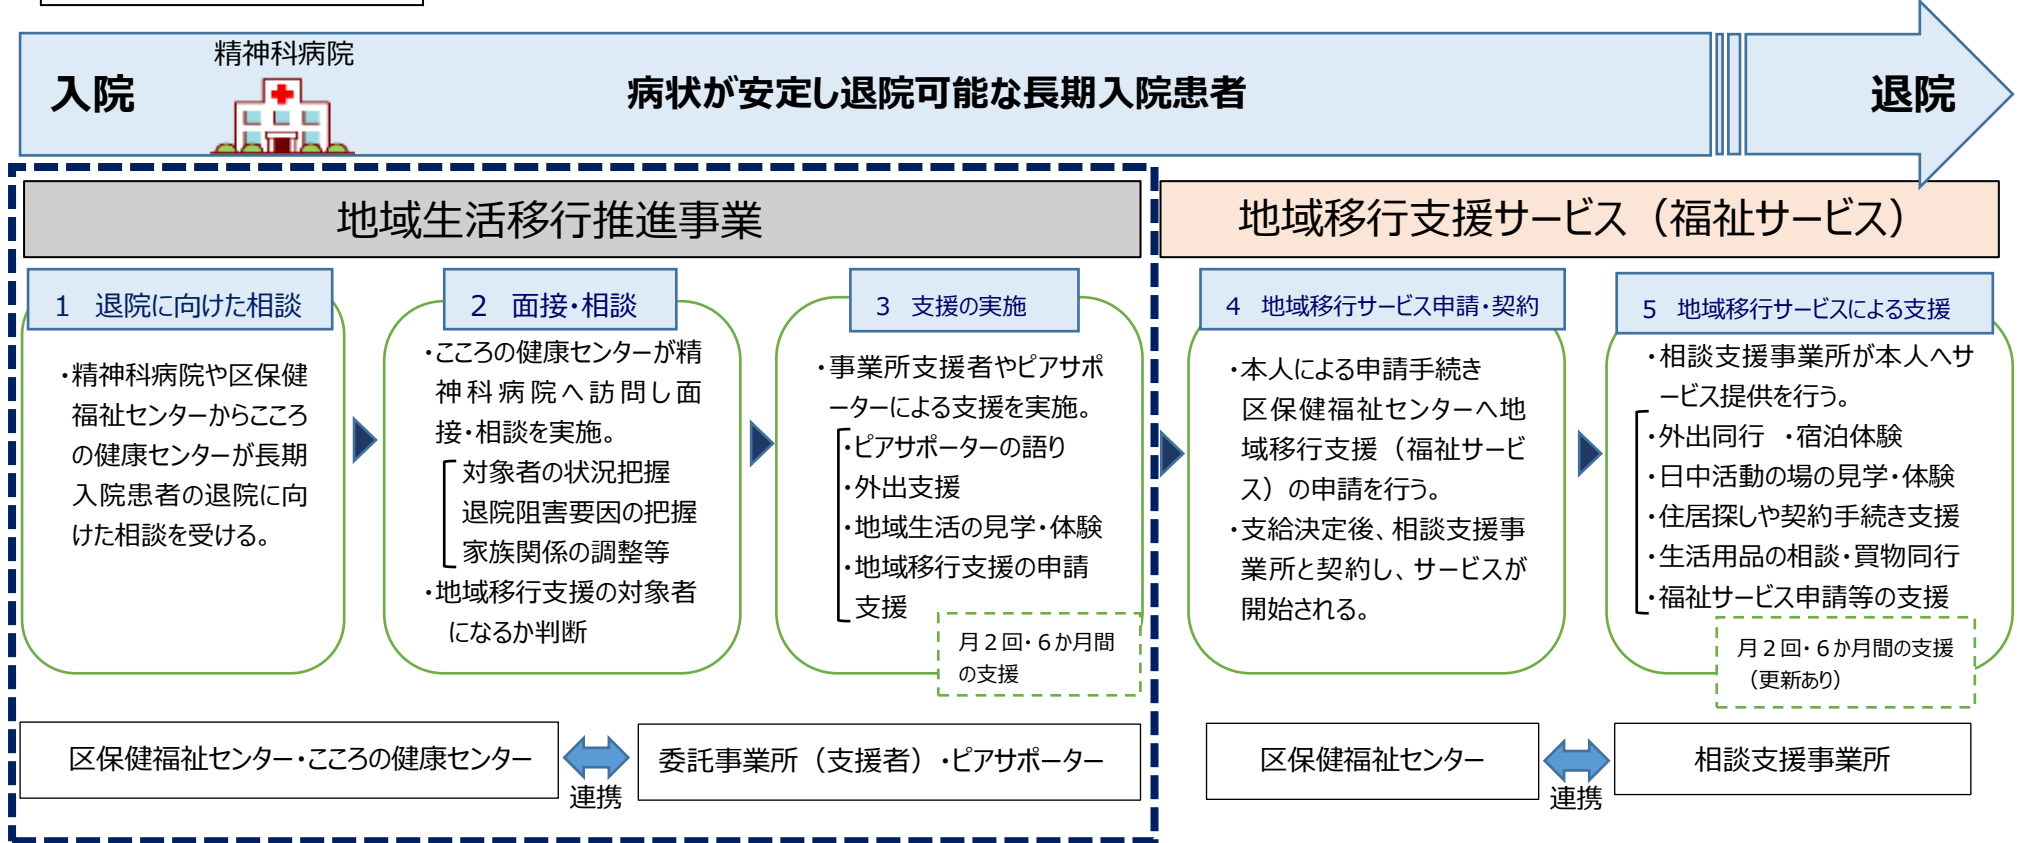 精神科病院
入院
病状が安定し退院可能な長期入院患者
退院
地域生活移行推進事業
地域移行支援サービス（福祉サービス）
1 退院に向けた相談
・精神科病院や区保健
福祉センターからこころ
の健康センターが長期
入院患者の退院に向
けた相談を受ける。
2 面接・相談
・こころの健康センターが精
神科病院へ訪問し面
接・相談を実施。
対象者の状況把握
退院阻害要因の把握
家族関係の調整等
・地域移行支援の対象者
になるか判断
3 支援の実施
・事業所支援者やピアサポ
ーターによる支援を実施。
・ピアサポーターの語り
・外出支援
・地域生活の見学・体験
・地域移行支援の申請
支援
月２回・６か月間
の支援
4 地域移行サービス申請・契約
・本人による申請手続き
区保健福祉センターへ地
域移行支援（福祉サービ
ス）の申請を行う。
・支給決定後、相談支援事
業所と契約し、サービスが
開始される。
5 地域移行サービスによる支援
・相談支援事業所が本人へサ
ービス提供を行う。
・外出同行 ・宿泊体験
・日中活動の場の見学・体験
・住居探しや契約手続き支援
・生活用品の相談・買物同行
・福祉サービス申請等の支援
月２回・６か月間の支援
（更新あり）
区保健福祉センター・こころの健康センター
連携
委託事業所（支援者）・ピアサポーター
区保健福祉センター
連携
相談支援事業所